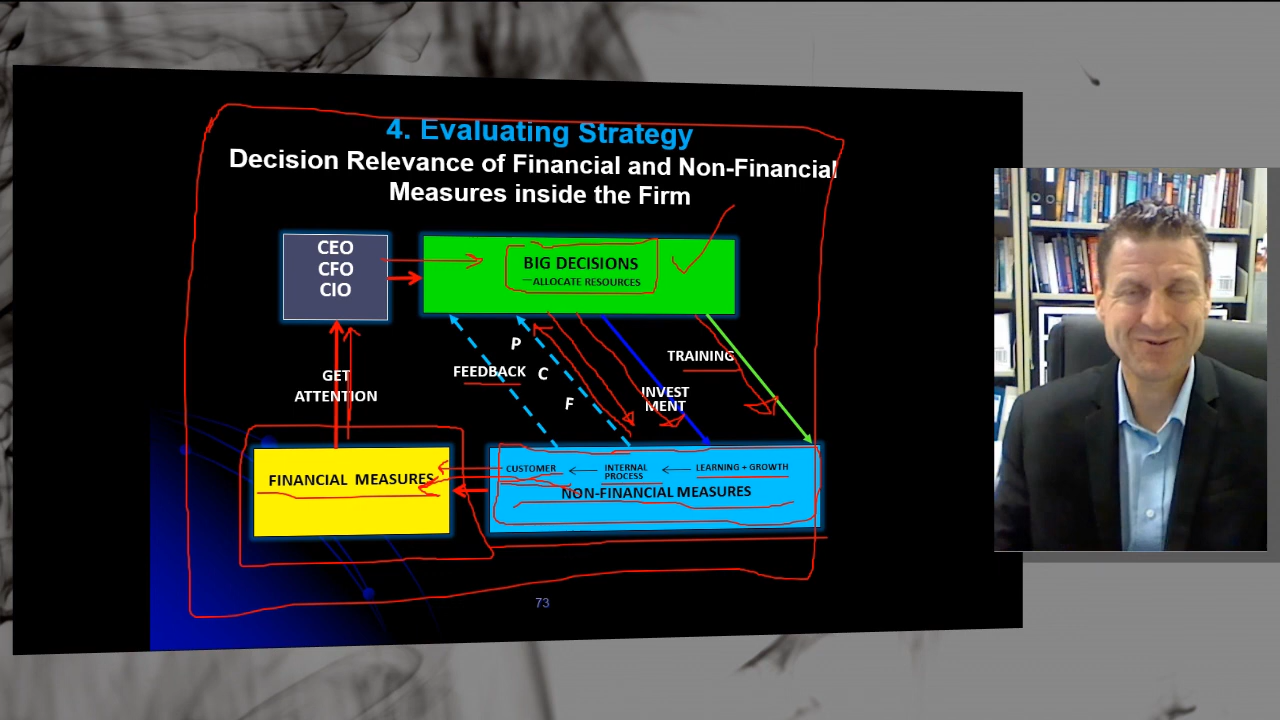 4. Evaluating Strategy
Decision Relevance of Financial and Non-Financial
Measures inside the Firm
CEO
CFO
CIO
BIG DECISIONS
—ALLOCATE RESOURCES
P
C
F
FEEDBACK
TRAINING
INVEST
MENT
GET
ATTENTION
FINANCIAL MEASURES
CUSTOMER
INTERNAL
PROCESS
LEARNING + GROWTH
NON-FINANCIAL MEASURES
73